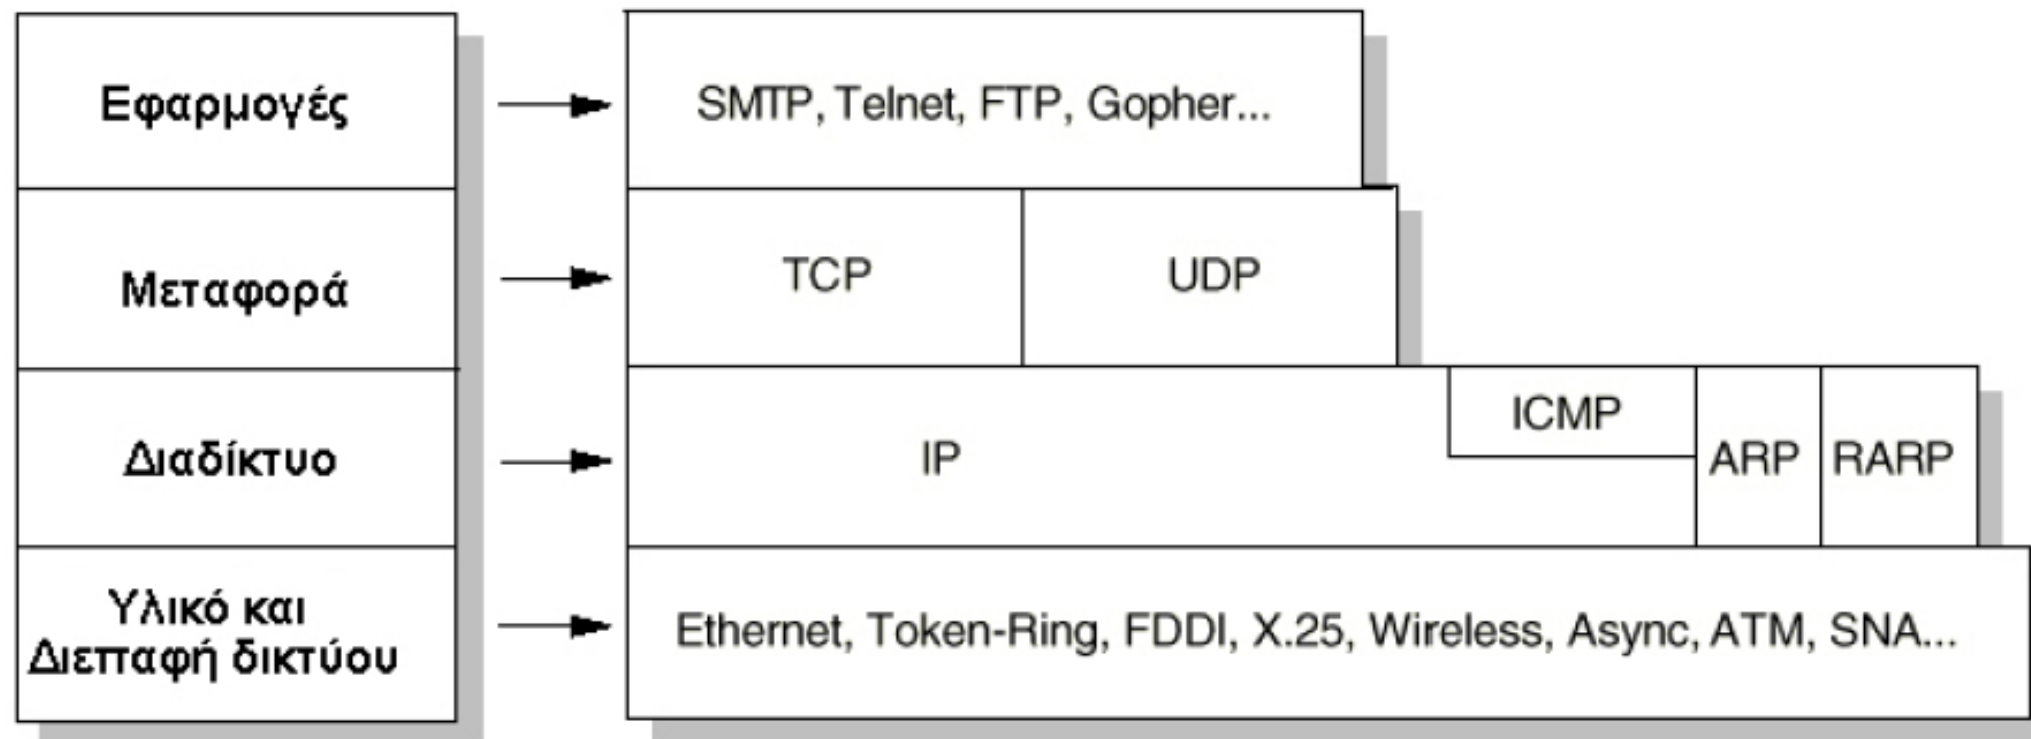 Εφαρμογές
SMTP, Telnet, FTP, Gopher...
Μεταφορά
TCP
UDP
Διαδίκτυο
IP
ICMP
ARP
RARP
Υλικό και
Διεπαφή δικτύου
Ethernet, Token-Ring, FDDI, X.25, Wireless, Async, ATM, SNA...